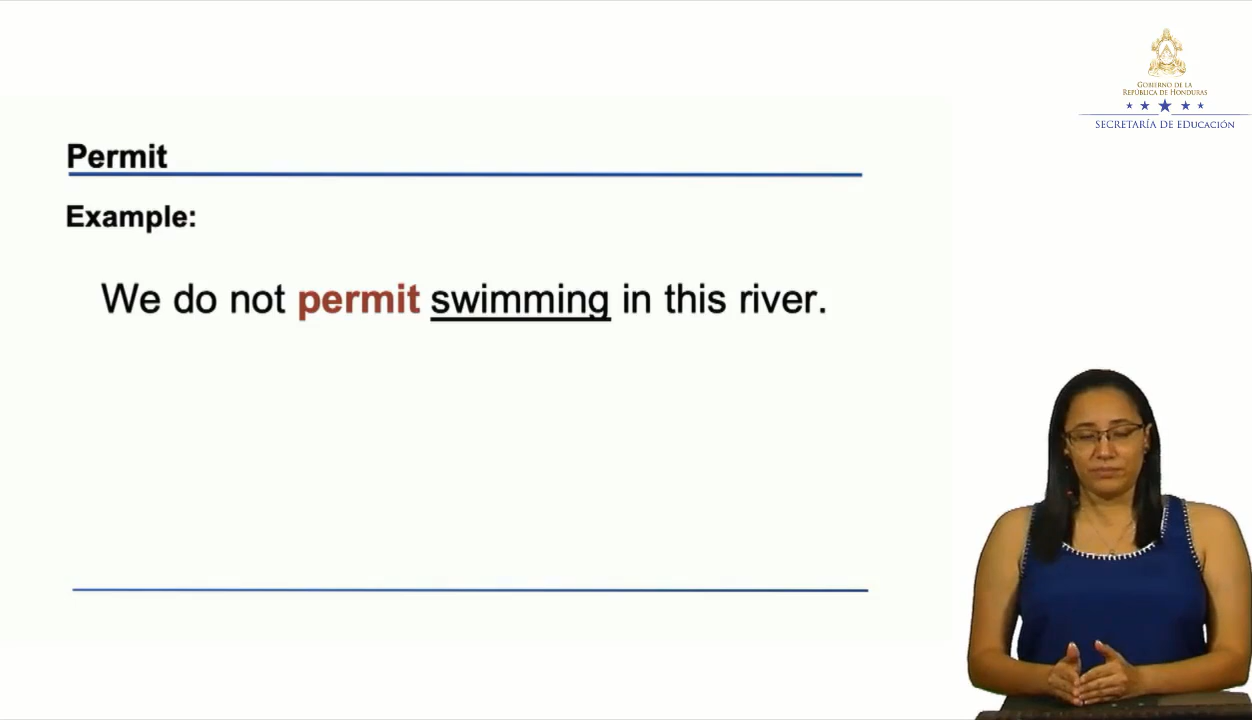 GOBIERNO DE LA
REPÚBLICA DE HONDURAS
SECRETARÍA DE EDUCACIÓN
Permit
Example:
We do not permit swimming in this river.